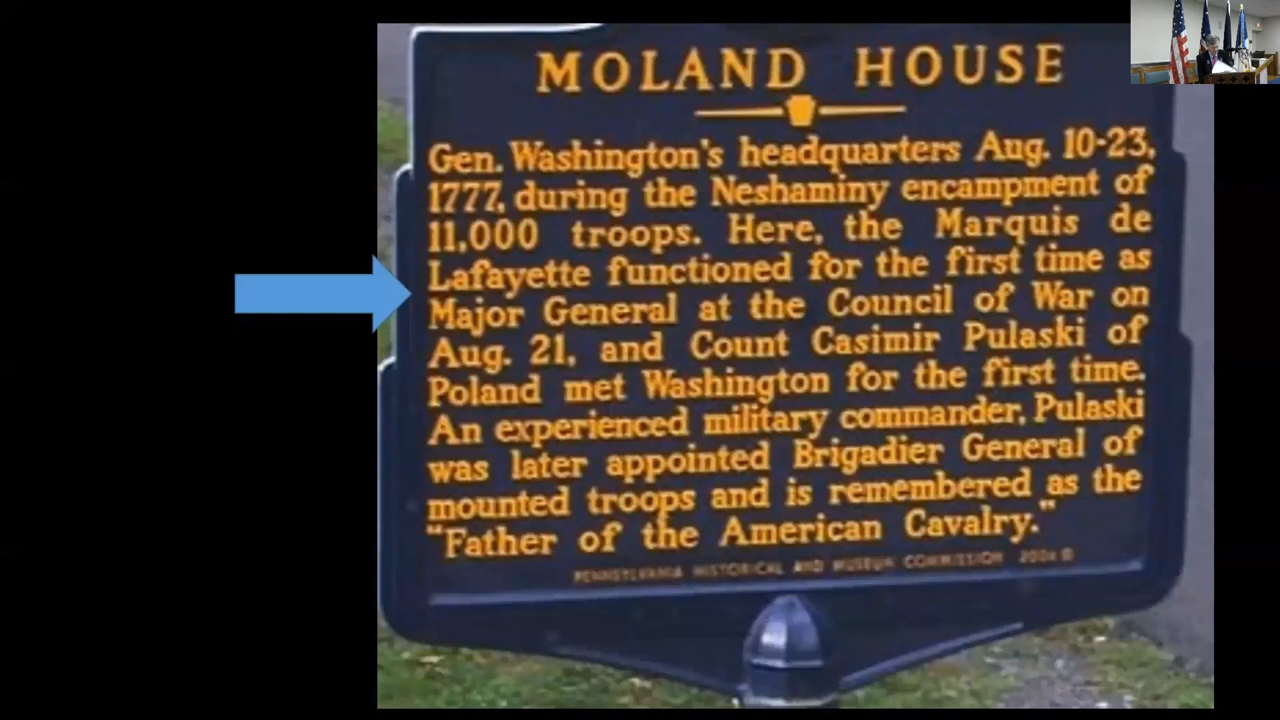 MOLAND HOUSE
Gen. Washington's headquarters Aug. 10-23,
1777, during the Neshaminy encampment of
11,000 troops. Here, the Marquis de
Lafayette functioned for the first time as
Major General at the Council of War on
Aug. 21, and Count Casimir Pulaski of
Poland met Washington for the first time.
An experienced military commander, Pulaski
was later appointed Brigadier General of
mounted troops and is remembered as the
"Father of the American Cavalry."
PENNSYLVANIA HISTORICAL AND MUSEUM COMMISSION